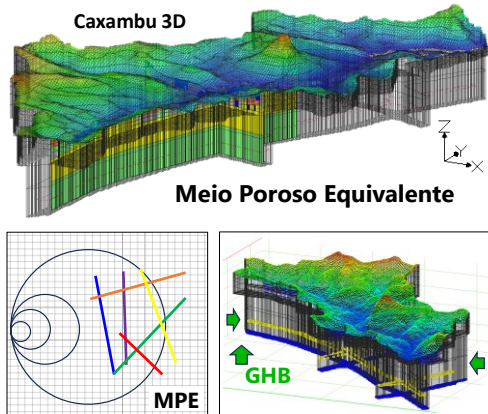 Caxambu 3D
Z
Y
X
Meio Poroso Equivalente
MPE
GHB